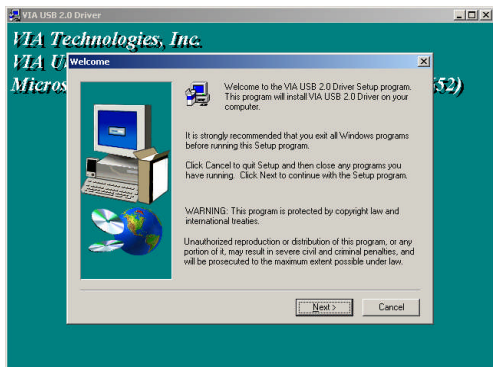 VIA USB 2.0 Driver
VIA Technologies, Inc.
VIA U
Micros
52)
Welcome
Welcome to the VIA USB 2.0 Driver Setup program.
This program will install VIA USB 2.0 Driver on your
computer.
It is strongly recommended that you exit all Windows programs
before running this Setup program.
Click Cancel to quit Setup and then close any programs you
have running. Click Next to continue with the Setup program.
WARNING: This program is protected by copyright law and
international treaties.
Unauthorized reproduction or distribution of this program, or any
portion of it, may result in severe civil and criminal penalties, and
will be prosecuted to the maximum extent possible under law.
Next >
Cancel